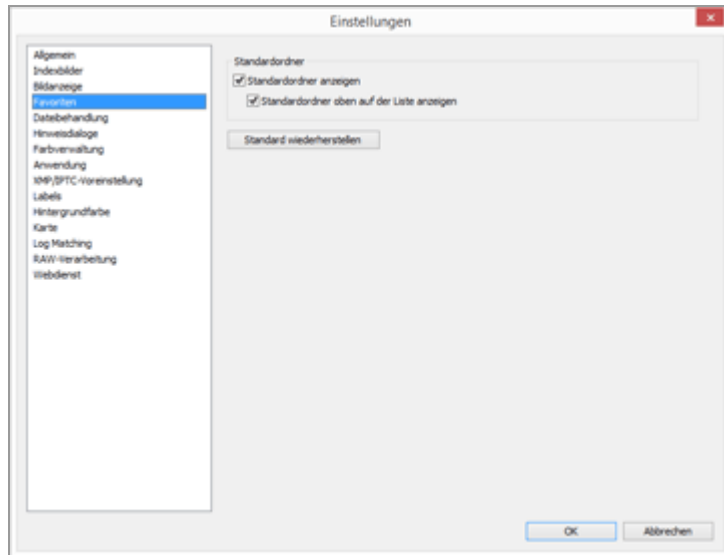 Einstellungen
Allgemein
Indexbilder
Bildanzeige
Favoriten
Dateibehandlung
Hinweisdialoge
Farbverwaltung
Anwendung
XMP/IPTC-Voreinstellung
Labels
Hintergrundfarbe
Karte
Log Matching
RAW-Verarbeitung
Webdienst
Standardordner
Standardordner anzeigen
Standardordner oben auf der Liste anzeigen
Standard wiederherstellen
OK
Abbrechen